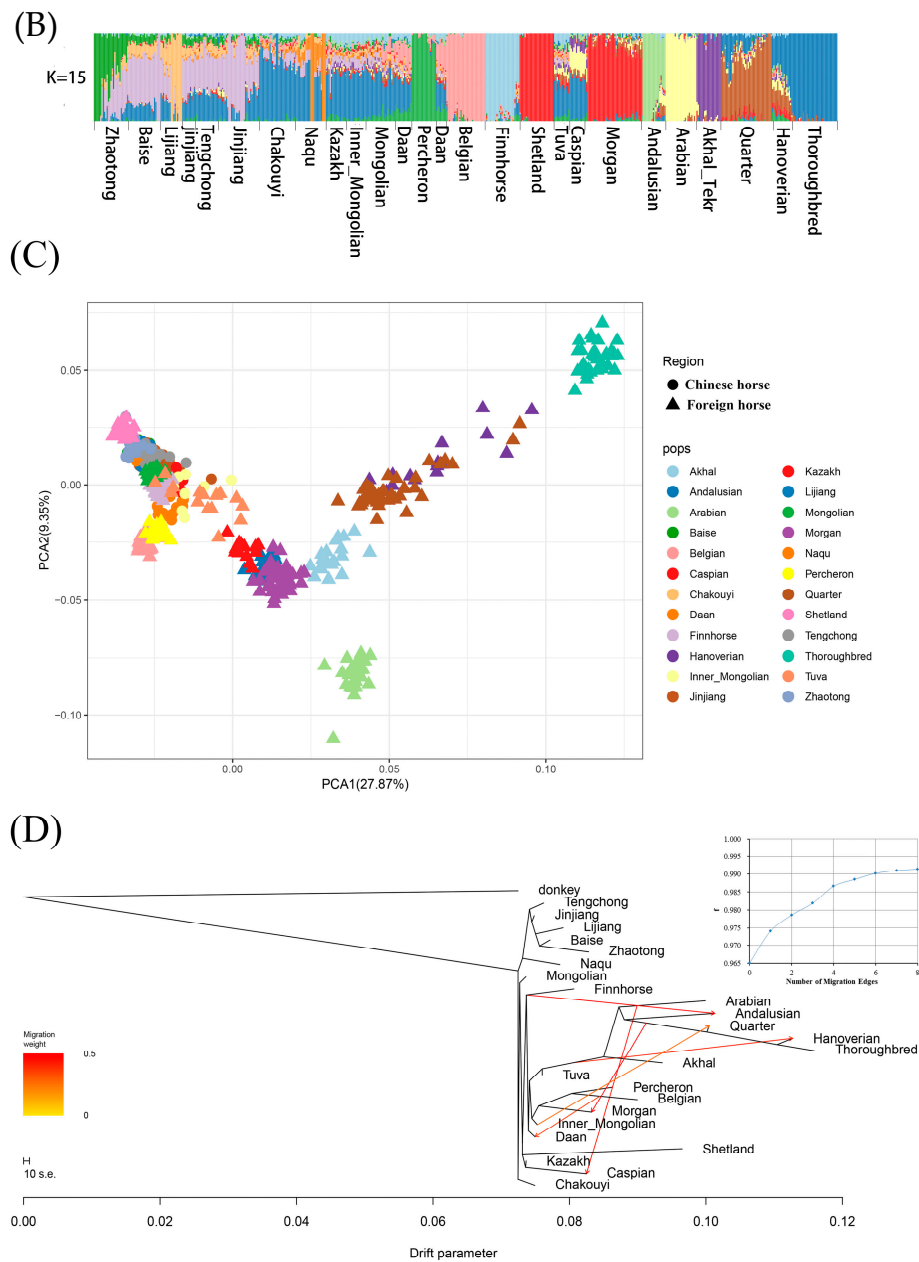 (B)
K=15
Zhaotong
Baise
Lijiang
Jinjiang
Tengchong
Jinjiang
Chakouyi
Naqu
Kazakh
Inner_Mongolian
Mongolian
Daan
Percheron
Daan
Belgian
Finnhorse
Shetland
Tuva
Caspian
Morgan
Andalusian
Arabian
Akhal_Tekr
Quarter
Hanoverian
Thoroughbred
(C)
0.05
0.00
−0.05
−0.10
PCA2(9.35%)
0.00
0.05
0.10
PCA1(27.87%)
Region
Chinese horse
Foreign horse
pops
Akhal
Andalusian
Arabian
Baise
Belgian
Caspian
Chakouyi
Daan
Finnhorse
Hanoverian
Inner_Mongolian
Jinjiang
Kazakh
Lijiang
Mongolian
Morgan
Naqu
Percheron
Quarter
Shetland
Tengchong
Thoroughbred
Tuva
Zhaotong
(D)
1.000
0.995
0.990
0.985
0.980
0.975
0.970
0.965
r
0
2
4
6
8
Number of Migration Edges
donkey
Tengchong
Jinjiang
Lijiang
Baise
Zhaotong
Naqu
Mongolian
Finnhorse
Arabian
Andalusian
Quarter
Hanoverian
Thoroughbred
Akhal
Tuva
Percheron
Belgian
Morgan
Inner_Mongolian
Daan
Shetland
Kazakh
Caspian
Chakouyi
Migration
weight
0.5
0
10 s.e.
0.00
0.02
0.04
0.06
0.08
0.10
0.12
Drift parameter